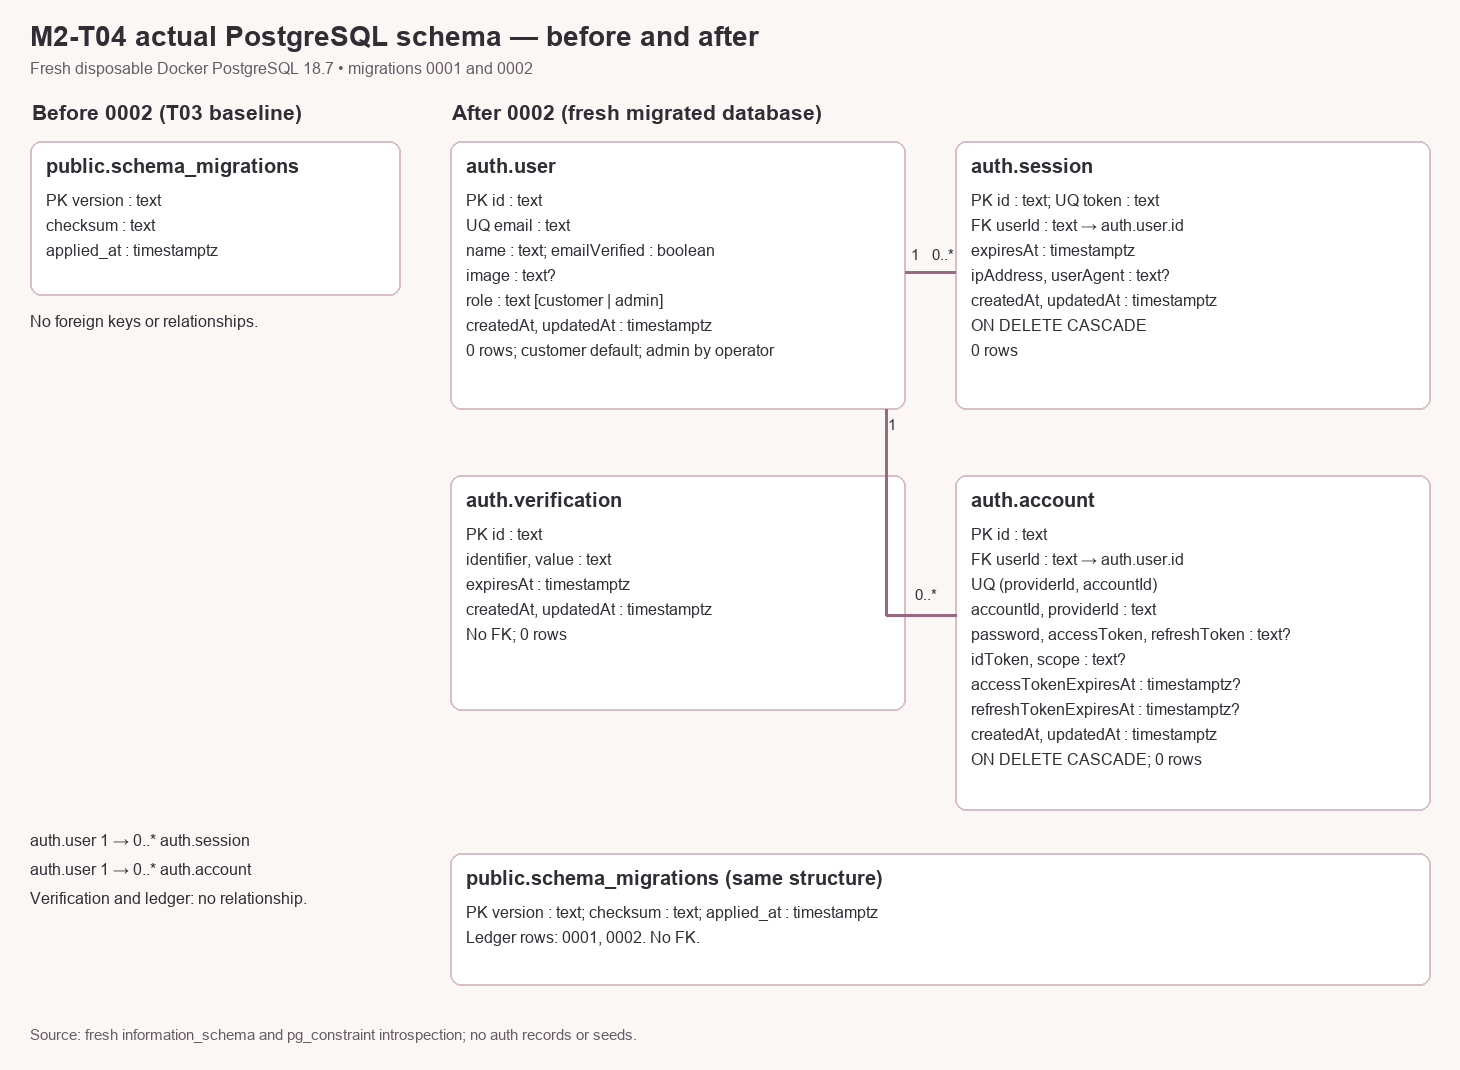 M2-T04 actual PostgreSQL schema — before and after
Fresh disposable Docker PostgreSQL 18.7 • migrations 0001 and 0002
Before 0002 (T03 baseline)
public.schema_migrations
PK version : text
checksum : text
applied_at : timestamptz
No foreign keys or relationships.
After 0002 (fresh migrated database)
auth.user
PK id : text
UQ email : text
name : text; emailVerified : boolean
image : text?
role : text [customer | admin]
createdAt, updatedAt : timestamptz
0 rows; customer default; admin by operator
1 0..*
auth.session
PK id : text; UQ token : text
FK userId : text → auth.user.id
expiresAt : timestamptz
ipAddress, userAgent : text?
createdAt, updatedAt : timestamptz
ON DELETE CASCADE
0 rows
1
auth.verification
PK id : text
identifier, value : text
expiresAt : timestamptz
createdAt, updatedAt : timestamptz
No FK; 0 rows
0..*
auth.account
PK id : text
FK userId : text → auth.user.id
UQ (providerId, accountId)
accountId, providerId : text
password, accessToken, refreshToken : text?
idToken, scope : text?
accessTokenExpiresAt : timestamptz?
refreshTokenExpiresAt : timestamptz?
createdAt, updatedAt : timestamptz
ON DELETE CASCADE; 0 rows
auth.user 1 → 0..* auth.session
auth.user 1 → 0..* auth.account
Verification and ledger: no relationship.
public.schema_migrations (same structure)
PK version : text; checksum : text; applied_at : timestamptz
Ledger rows: 0001, 0002. No FK.
Source: fresh information_schema and pg_constraint introspection; no auth records or seeds.